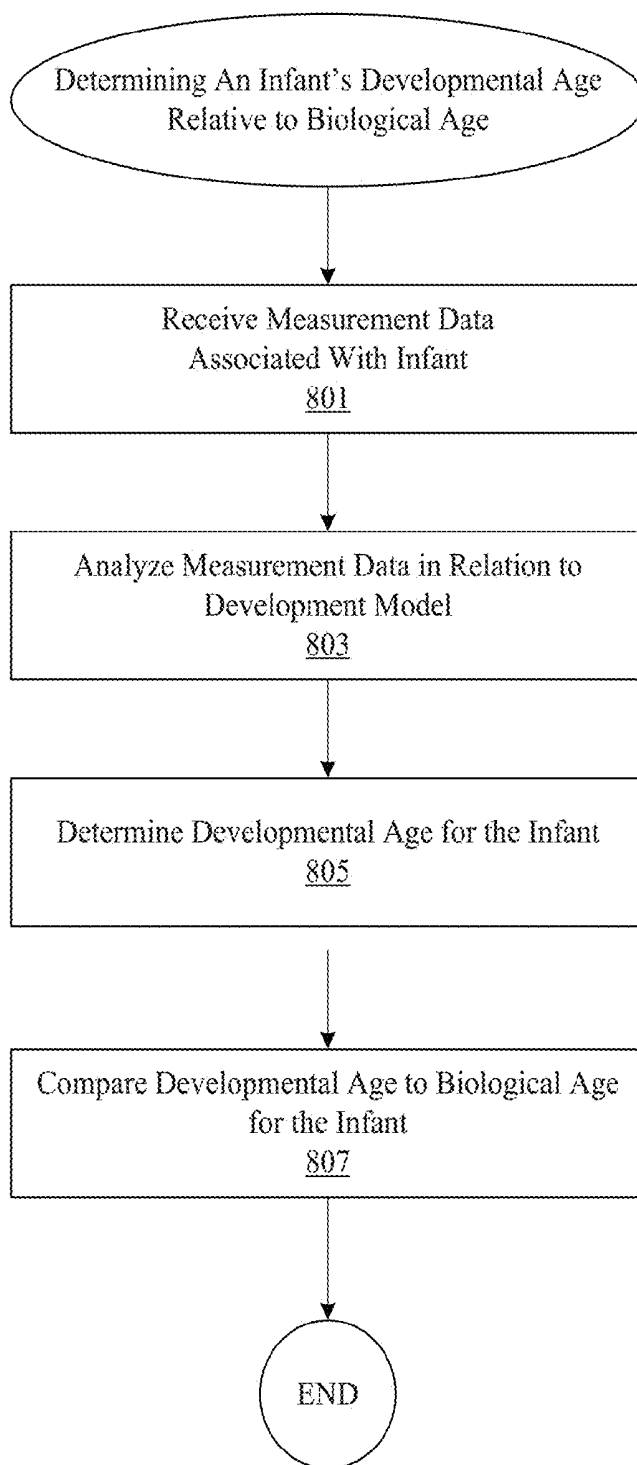 Determining An Infant's Developmental Age
Relative to Biological Age
Receive Measurement Data
Associated With Infant
801
Analyze Measurement Data in Relation to
Development Model
803
Determine Developmental Age for the Infant
805
Compare Developmental Age to Biological Age
for the Infant
807
END